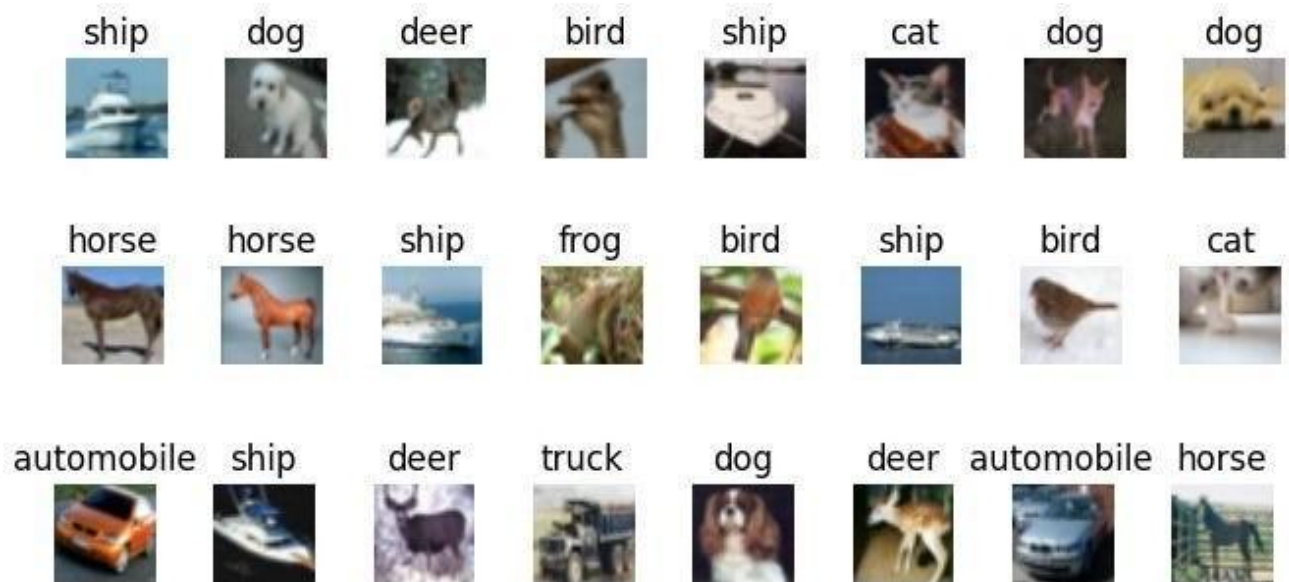 ship dog deer bird ship cat dog dog
horse horse ship frog bird ship bird cat
automobile ship deer truck dog deer automobile horse